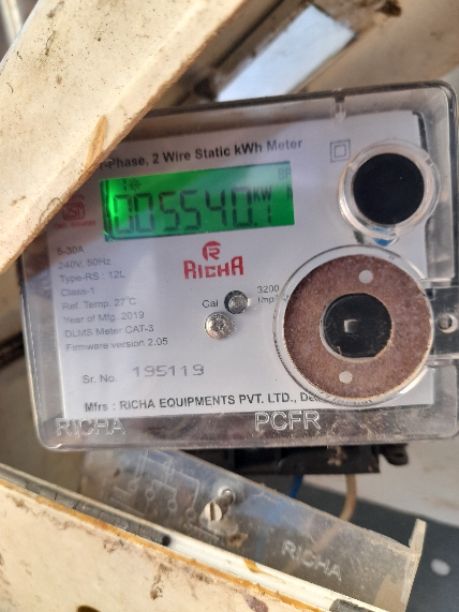 -Phase, 2 Wire Static kWh Meter
005540.1 KW
5-30A
240V, 50Hz
RICHA
Type-RS : 12L
Class-1
Ref. Temp. 27°C
Cal
3200
imp
Year of Mfg. 2019
DLMS Meter CAT-3
Firmware version 2.05
Sr. No. 195119
Mfrs : RICHA EQUIPMENTS PVT. LTD.,
RICHA PCFR
RICHA